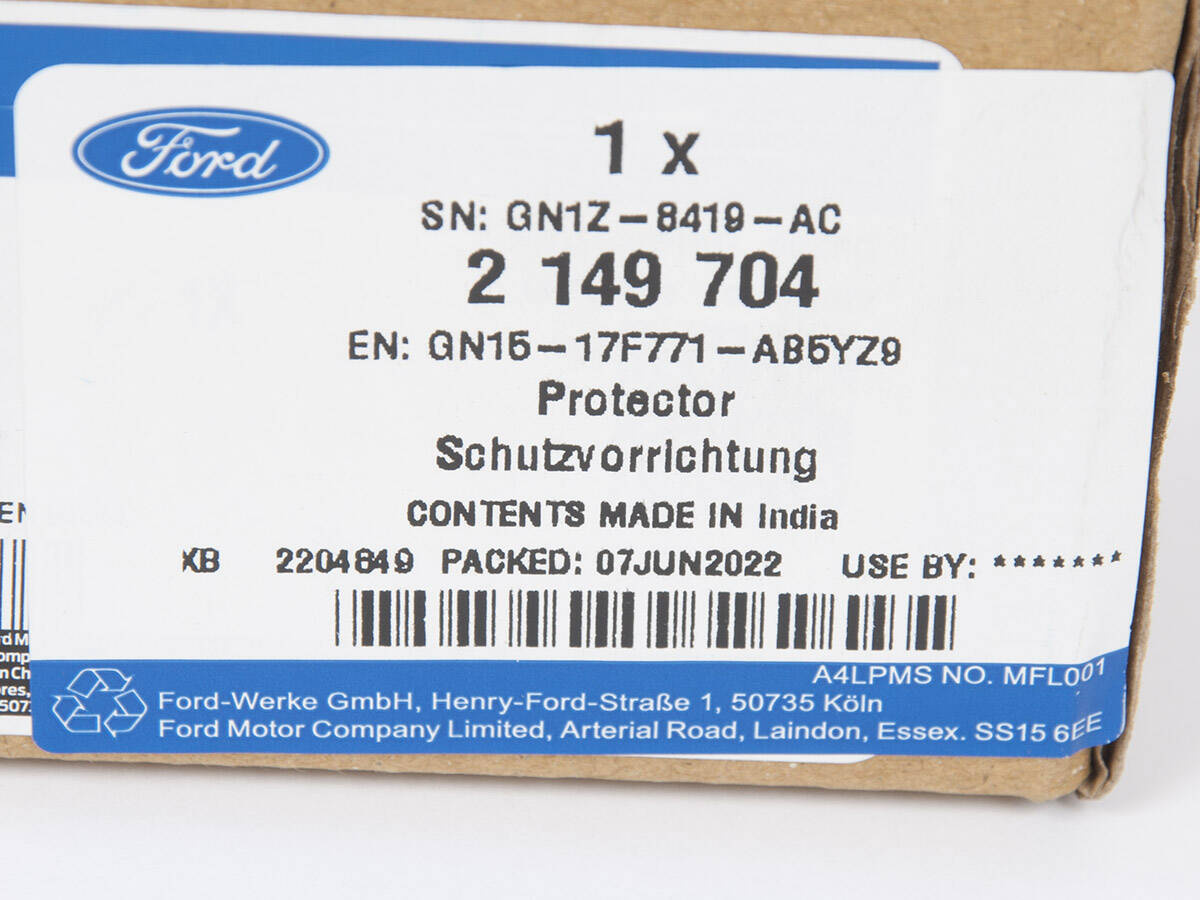 Ford
1 x
SN: GN1Z-8419-AC
2 149 704
EN: GN15-17F771-AB5YZ9
Protector
Schutzvorrichtung
CONTENTS MADE IN India
XB 2204849 PACKED: 07JUN2022 USE BY: *******
A4LPMS NO. MFL001
Ford-Werke GmbH, Henry-Ford-Straße 1, 50735 Köln
Ford Motor Company Limited, Arterial Road, Laindon, Essex. SS15 6EE